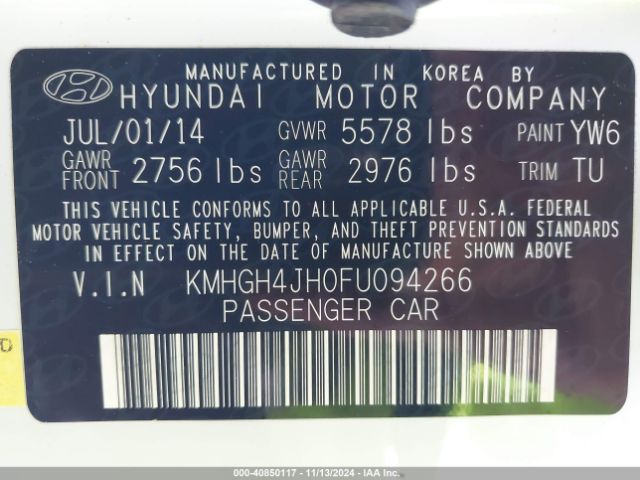 MANUFACTURED IN KOREA BY
HYUNDAI MOTOR COMPANY
JUL/01/14 GVWR 5578 lbs PAINT YW6
GAWR FRONT 2756 lbs GAWR REAR 2976 lbs TRIM TU
THIS VEHICLE CONFORMS TO ALL APPLICABLE U.S.A. FEDERAL
MOTOR VEHICLE SAFETY, BUMPER, AND THEFT PREVENTION STANDARDS
IN EFFECT ON THE DATE OF MANUFACTURE SHOWN ABOVE
V.I.N KMHGH4JH0FU094266
PASSENGER CAR
000-40850117 - 11/13/2024 - IAAI.COM